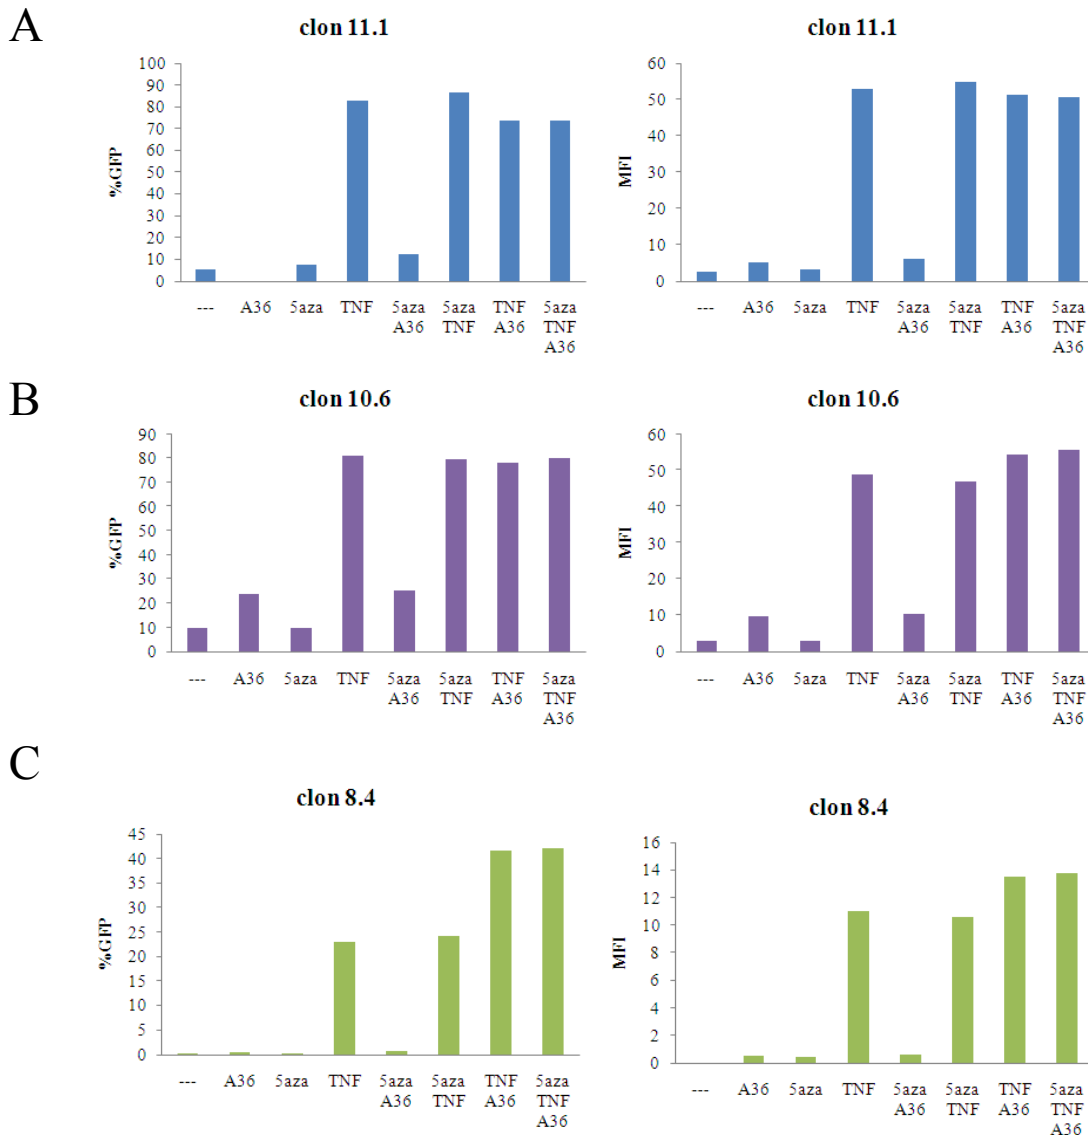 A
clon 11.1
clon 11.1
%GFP
100
90
80
70
60
50
40
30
20
10
0
--- A36 5aza TNF 5aza 5aza TNF 5aza
A36 TNF A36 TNF
A36
MFI
60
50
40
30
20
10
0
--- A36 5aza TNF 5aza 5aza TNF 5aza
A36 TNF A36 TNF
A36
B
clon 10.6
clon 10.6
%GFP
90
80
70
60
50
40
30
20
10
0
--- A36 5aza TNF 5aza 5aza TNF 5aza
A36 TNF A36 TNF
A36
MFI
60
50
40
30
20
10
0
--- A36 5aza TNF 5aza 5aza TNF 5aza
A36 TNF A36 TNF
A36
C
clon 8.4
clon 8.4
%GFP
45
40
35
30
25
20
15
10
5
0
--- A36 5aza TNF 5aza 5aza TNF 5aza
A36 TNF A36 TNF
A36
MFI
16
14
12
10
8
6
4
2
0
--- A36 5aza TNF 5aza 5aza TNF 5aza
A36 TNF A36 TNF
A36